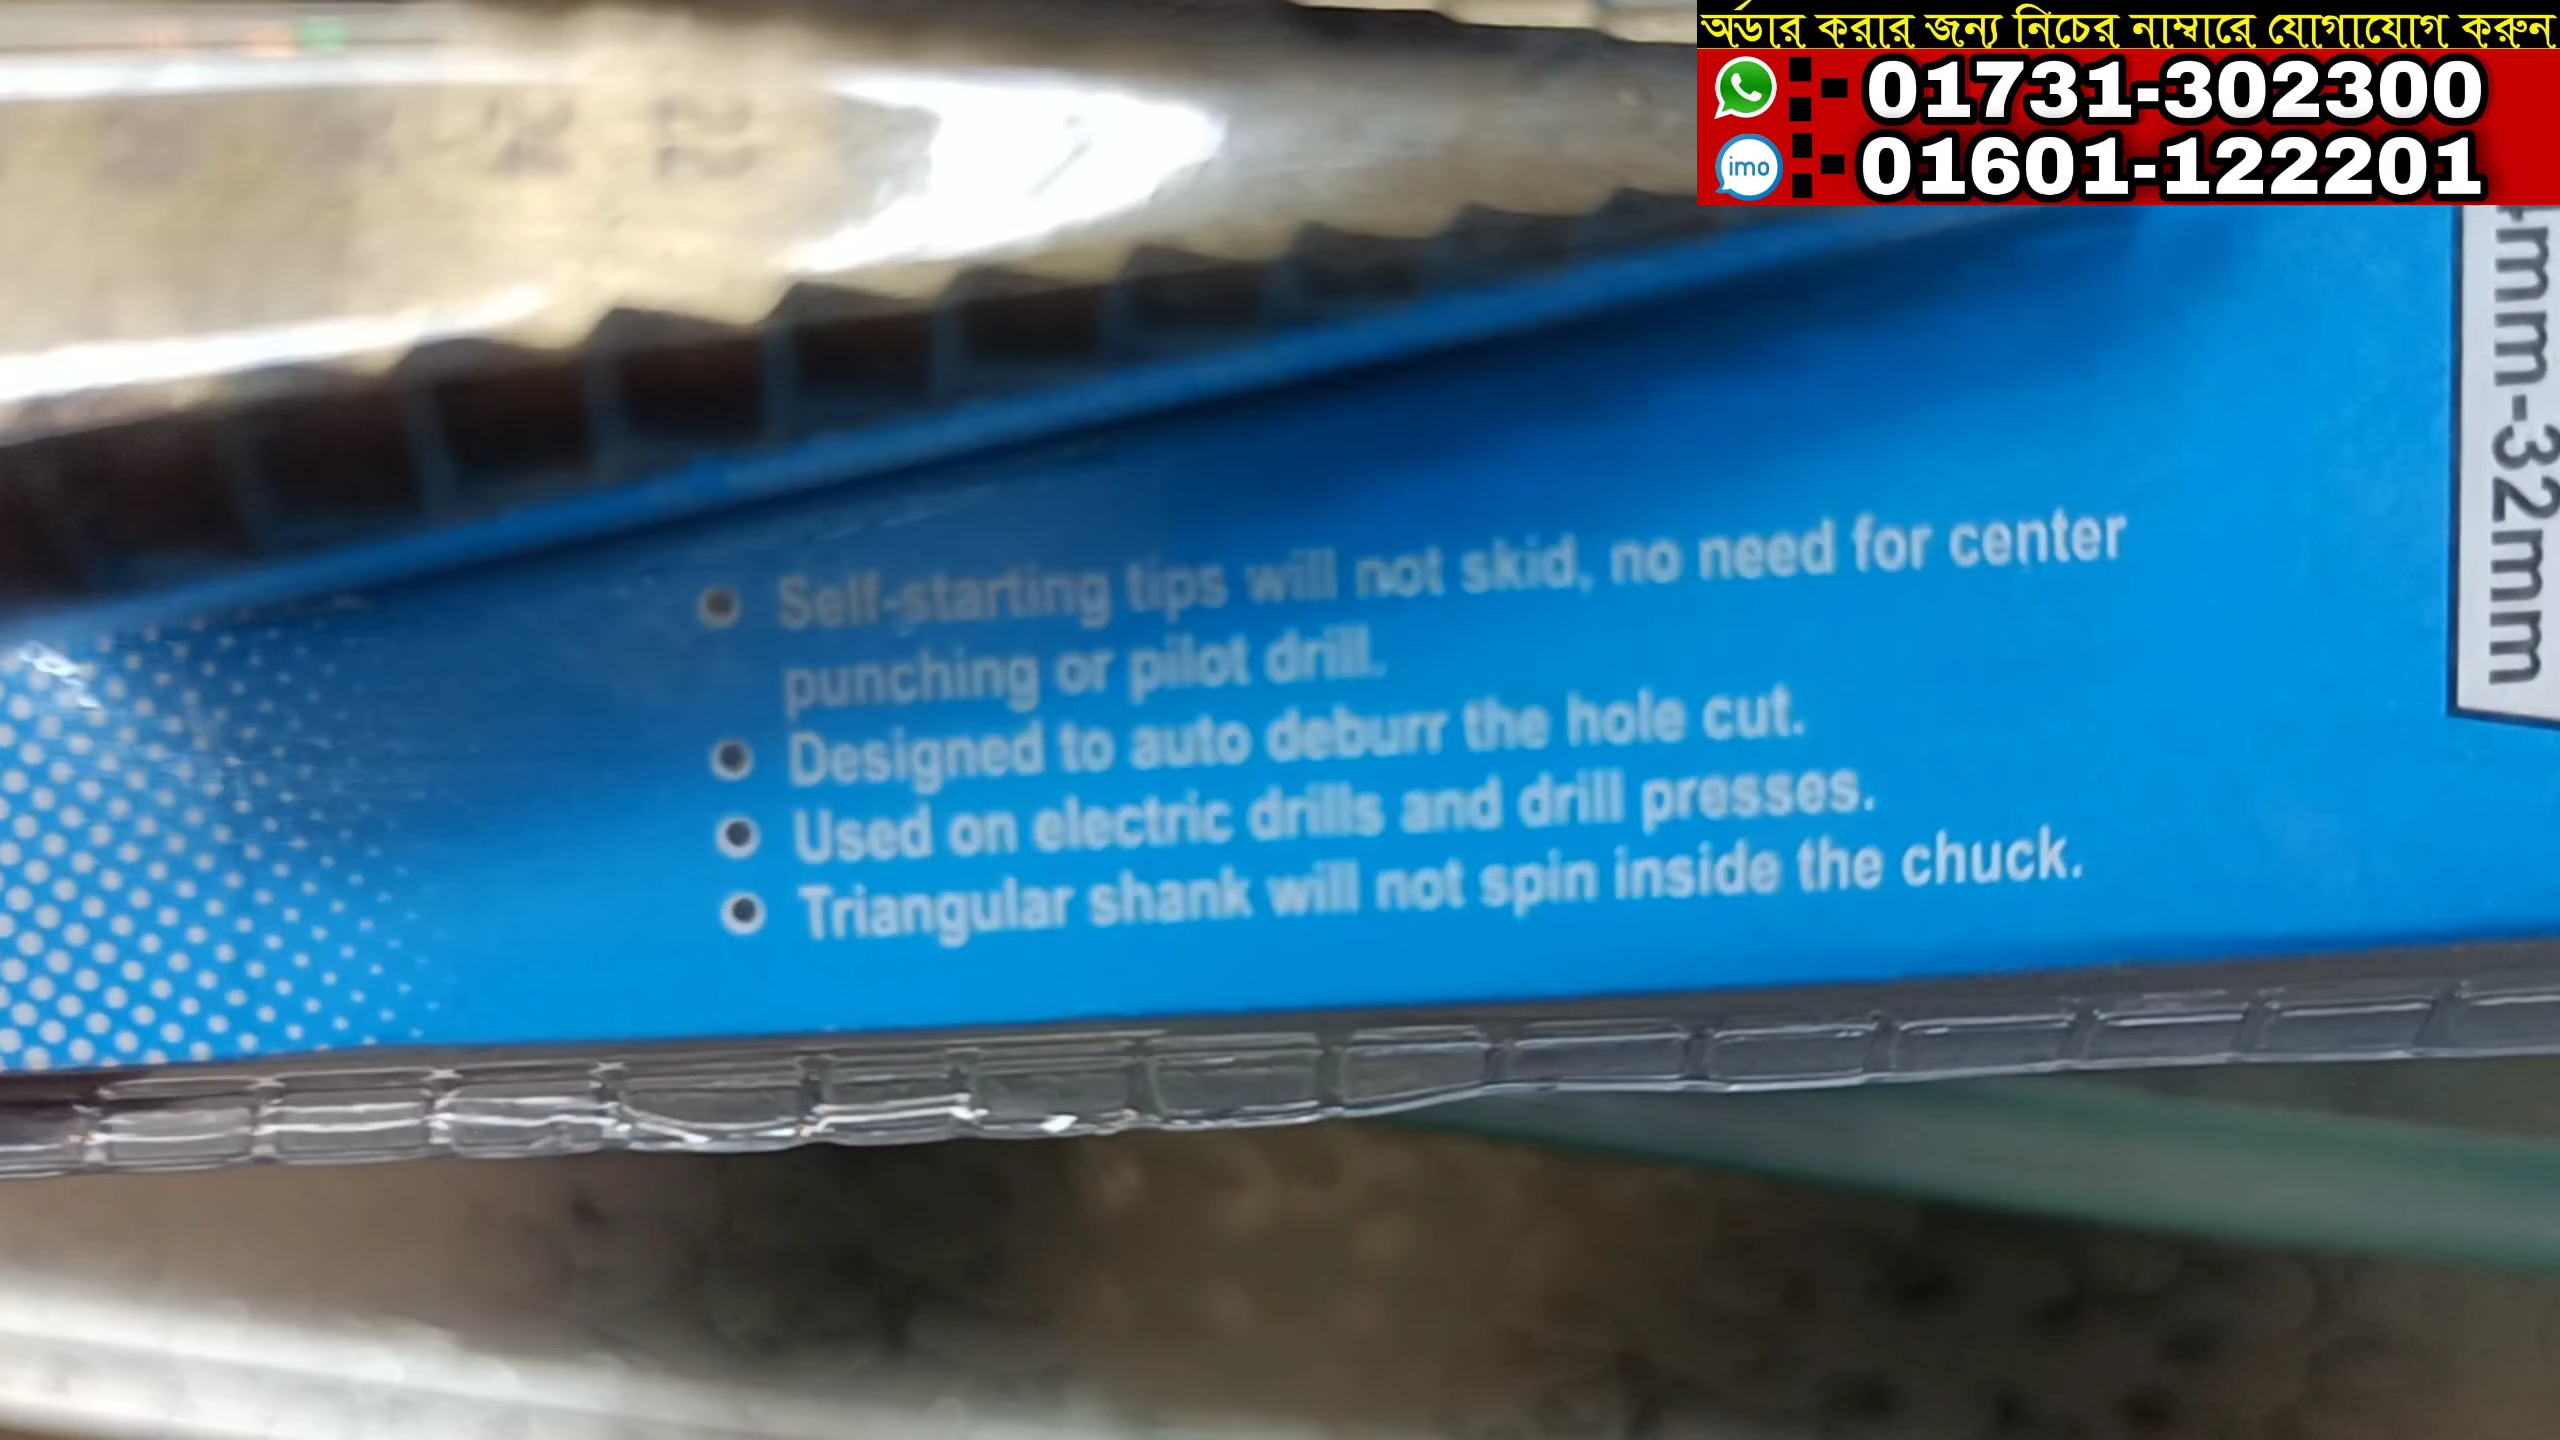 অর্ডার করার জন্য নিচের নাম্বারে যোগাযোগ করুন
:- 01731-302300
imo :- 01601-122201
4mm-32mm
● Self-starting tips will not skid, no need for center
punching or pilot drill.
● Designed to auto deburr the hole cut.
● Used on electric drills and drill presses.
● Triangular shank will not spin inside the chuck.